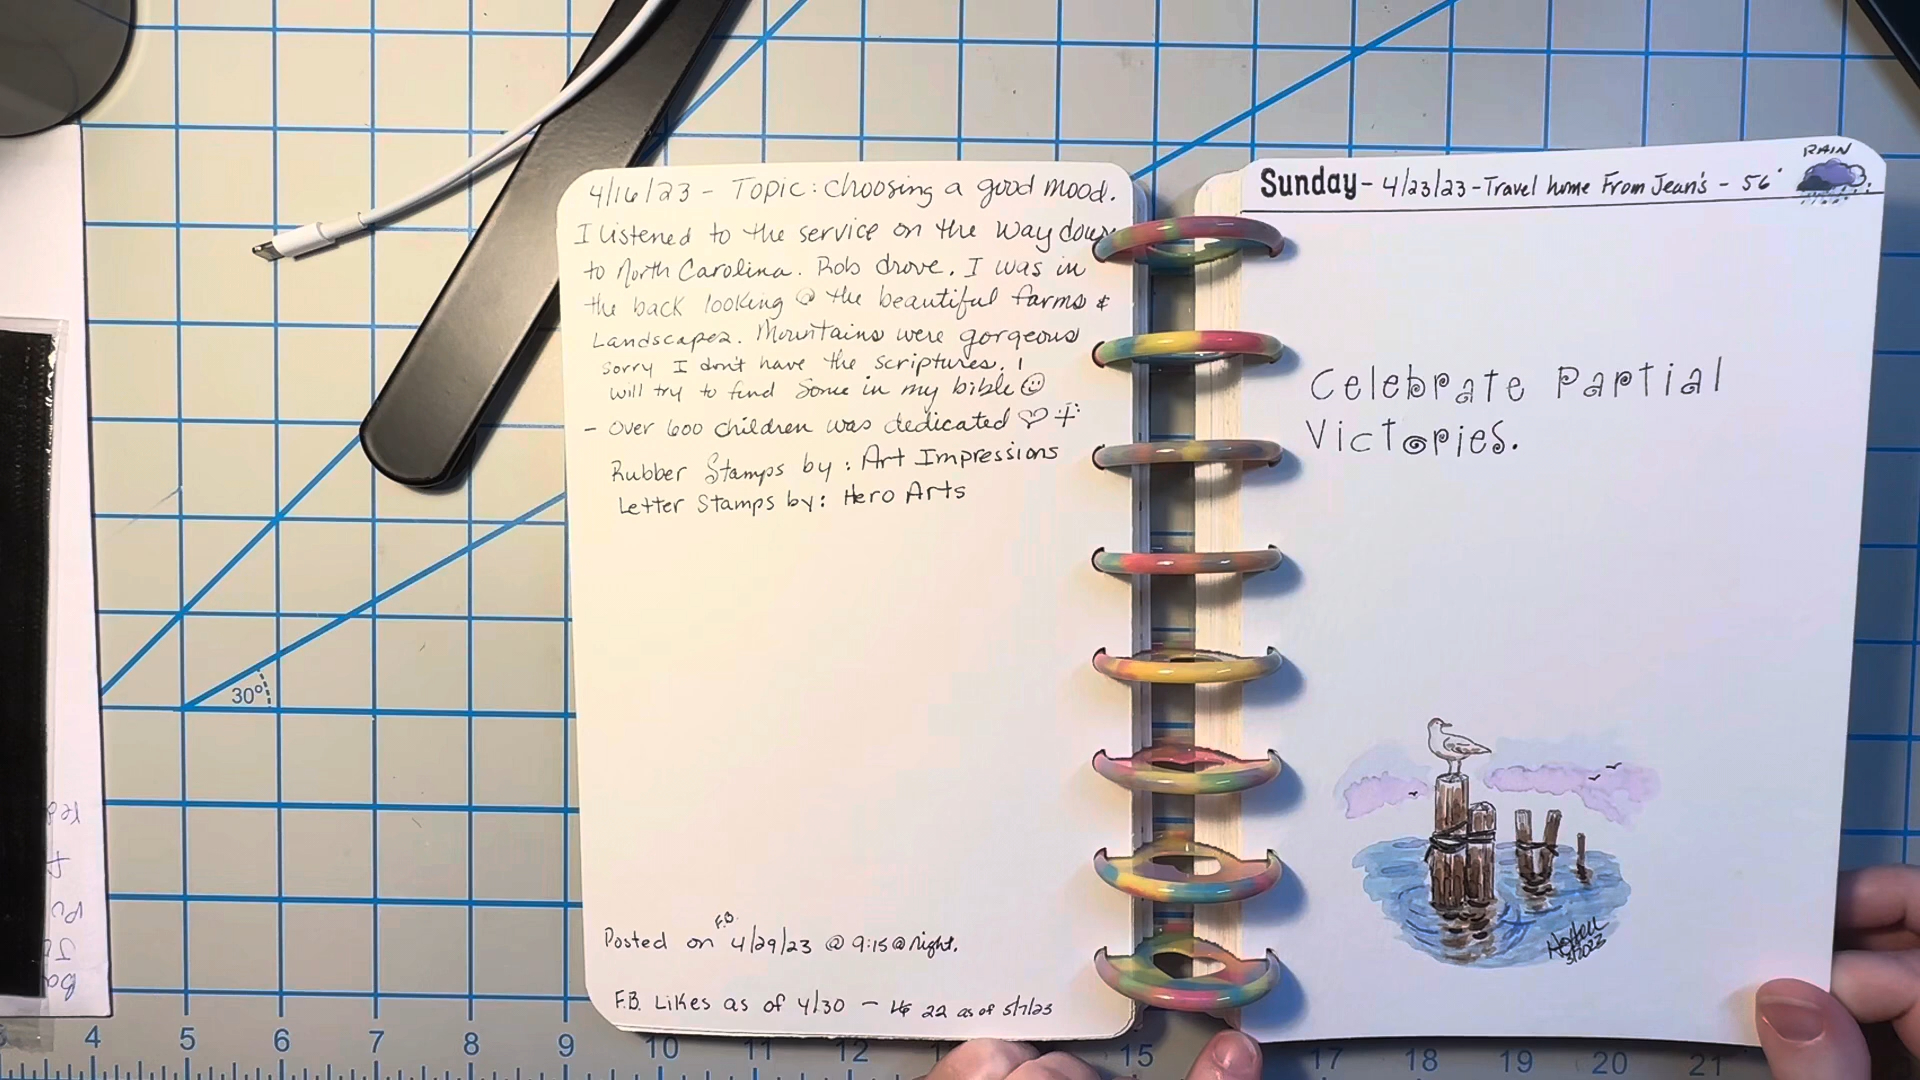 4/16/23 - Topic: choosing a good mood.
I listened to the service on the way down
to North Carolina. Rob drove. I was in
the back looking @ the beautiful farms &
Landscapes. Mountains were gorgeous
sorry I don't have the scriptures. I
will try to find some in my bible
- Over 600 children was dedicated
Rubber Stamps by: Art Impressions
Letter Stamps by: Hero Arts
F.B.
Posted on 4/29/23 @ 9:15 @ night.
F.B. Likes as of 4/30 - 22 as of 5/7/23
RAIN
Sunday - 4/23/23 - Travel home From Jean's - 56°
Celebrate Partial
Victories.
3/2023
30°
4 5 6 7 8 9 10 11 12 15 17 18 19 20 21